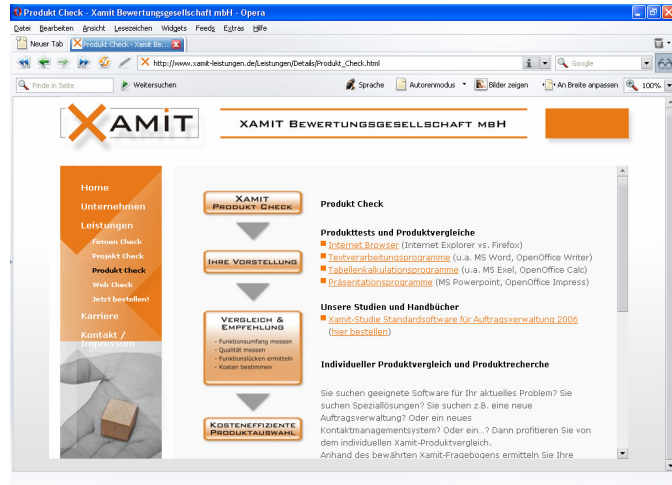 Produkt Check - Xamit Bewertungsgesellschaft mbH - Opera
Datei Bearbeiten Ansicht Lesezeichen Widgets Feeds Extras Hilfe
Neuer Tab Produkt Check - Xamit Be...
http://www.xamit-leistungen.de/Leistungen/Details/Produkt_Check.html
Google
Finde in Seite Weitersuchen Sprache Autorenmodus Bilder zeigen An Breite anpassen 100%
XAMIT
XAMIT BEWERTUNGSGESELLSCHAFT MBH
Home
Unternehmen
Leistungen
Firmen Check
Projekt Check
Produkt Check
Web Check
Jetzt bestellen!
Karriere
Kontakt /
Impressum
XAMIT
PRODUKT CHECK
IHRE VORSTELLUNG
VERGLEICH &
EMPFEHLUNG
- Funktionsumfang messen
- Qualität messen
- Funktionslücken ermitteln
- Kosten bestimmen
KOSTENEFFIZIENTE
PRODUKTAUSWAHL
Produkt Check
Produkttests und Produktvergleiche
Internet Browser (Internet Explorer vs. Firefox)
Textverarbeitungsprogramme (u.a. MS Word, OpenOffice Writer)
Tabellenkalkulationsprogramme (u.a. MS Exel, OpenOffice Calc)
Präsentationsprogramme (MS Powerpoint, OpenOffice Impress)
Unsere Studien und Handbücher
Xamit-Studie Standardsoftware für Auftragsverwaltung 2006
(hier bestellen)
Individueller Produktvergleich und Produktrecherche
Sie suchen geeignete Software für Ihr aktuelles Problem? Sie
suchen Speziallösungen? Sie suchen z.B. eine neue
Auftragsverwaltung? Oder ein neues
Kontaktmanagementsystem? Oder ein...? Dann profitieren Sie von
dem individuellen Xamit-Produktvergleich.
Anhand des bewährten Xamit-Fragebogens ermitteln Sie Ihre